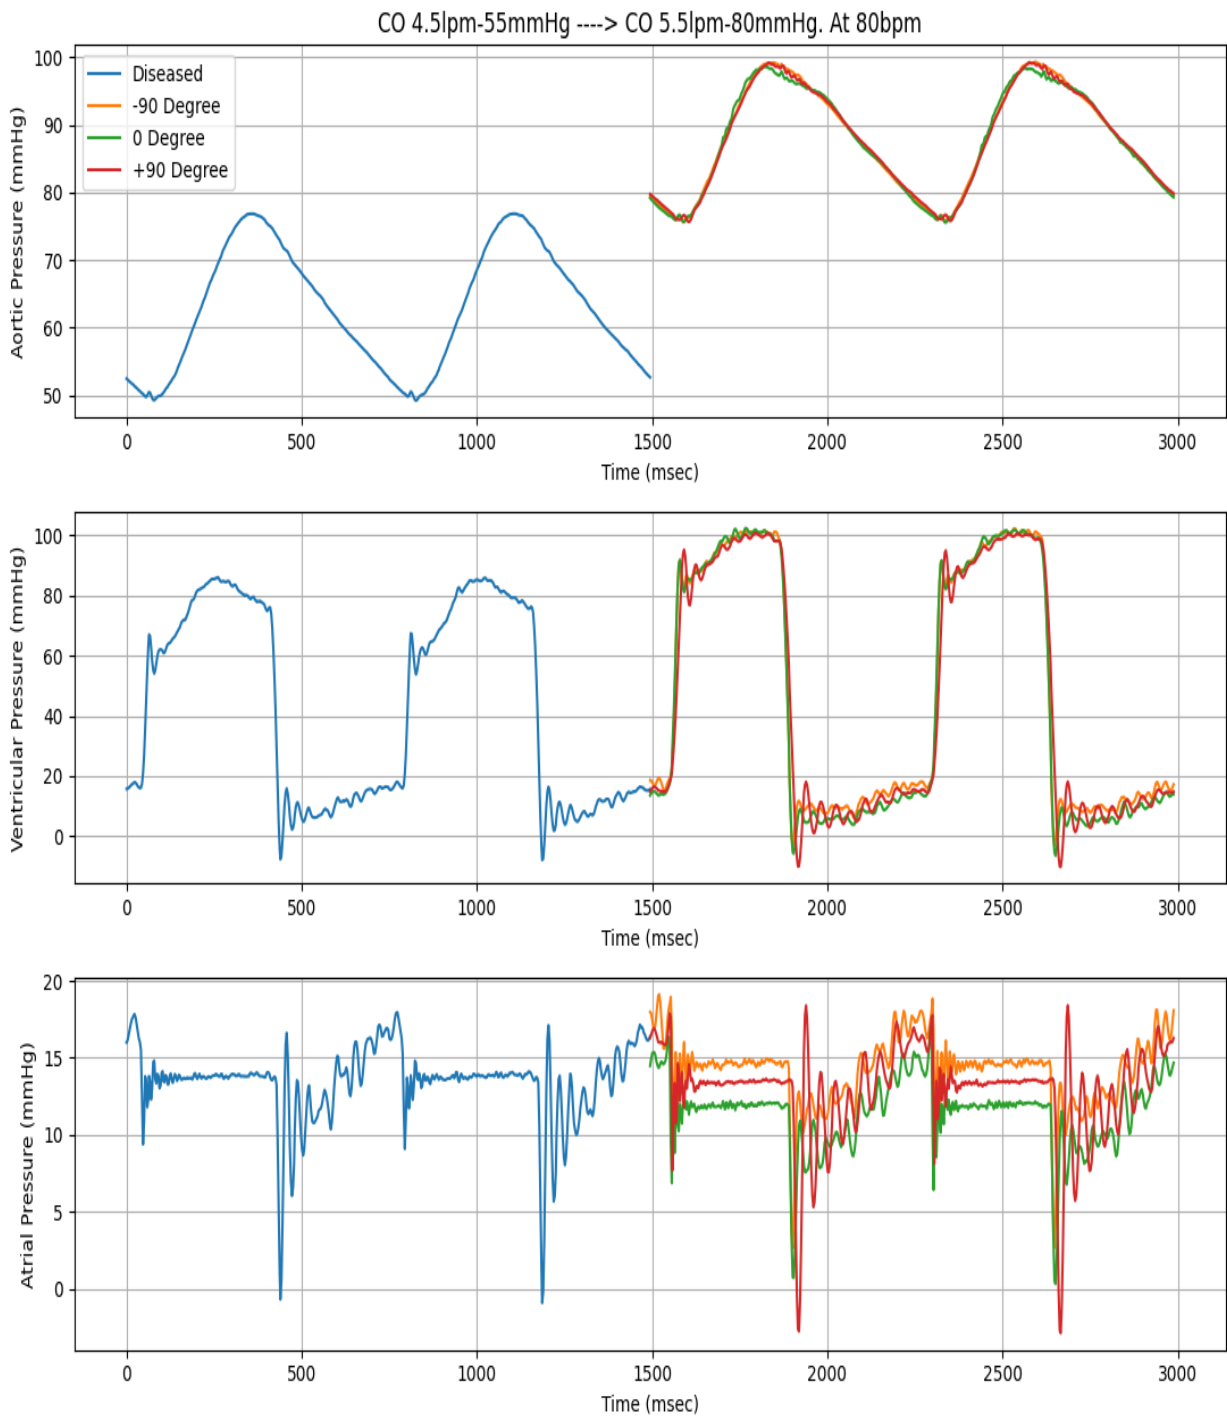 CO 4.5lpm-55mmHg ----> CO 5.5lpm-80mmHg. At 80bpm
Aortic Pressure (mmHg)
100
90
80
70
60
50
Diseased
-90 Degree
0 Degree
+90 Degree
0 500 1000 1500 2000 2500 3000
Time (msec)
Ventricular Pressure (mmHg)
100
80
60
40
20
0
0 500 1000 1500 2000 2500 3000
Time (msec)
Atrial Pressure (mmHg)
20
15
10
5
0
0 500 1000 1500 2000 2500 3000
Time (msec)